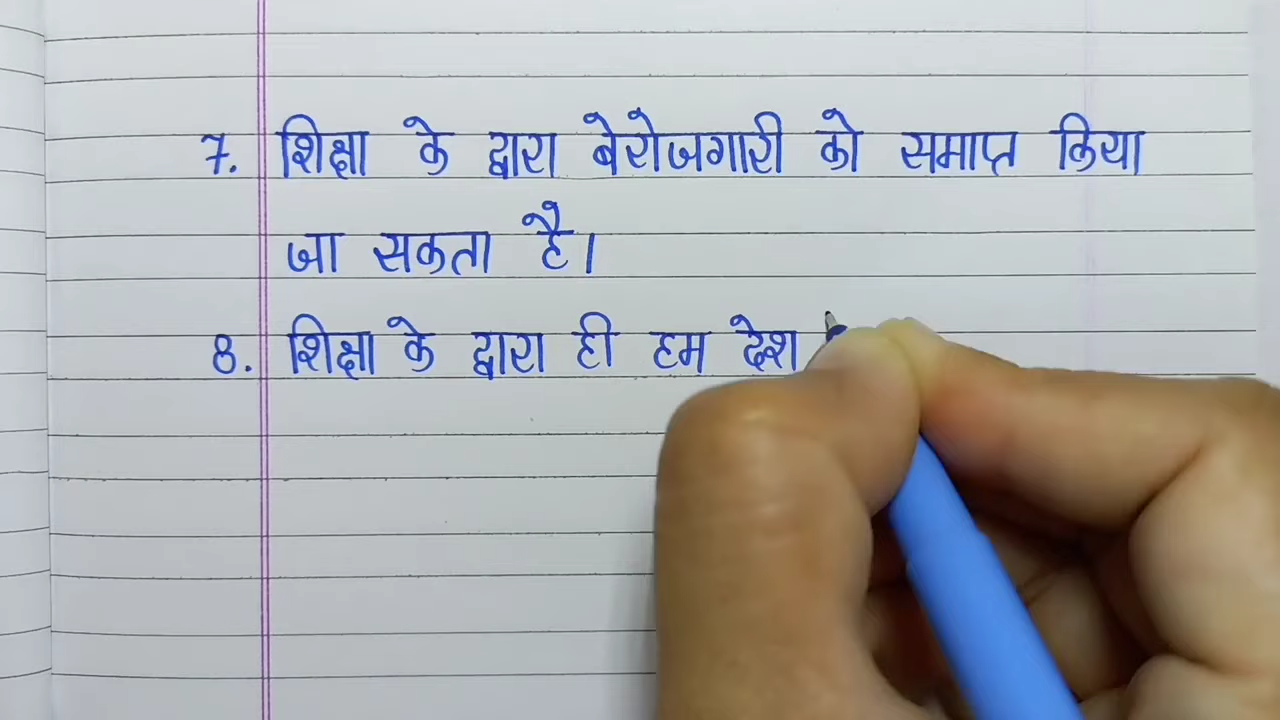 7. शिक्षा के द्वारा बेरोजगारी को समाप्त किया
जा सकता है।
8. शिक्षा के द्वारा ही हम देश